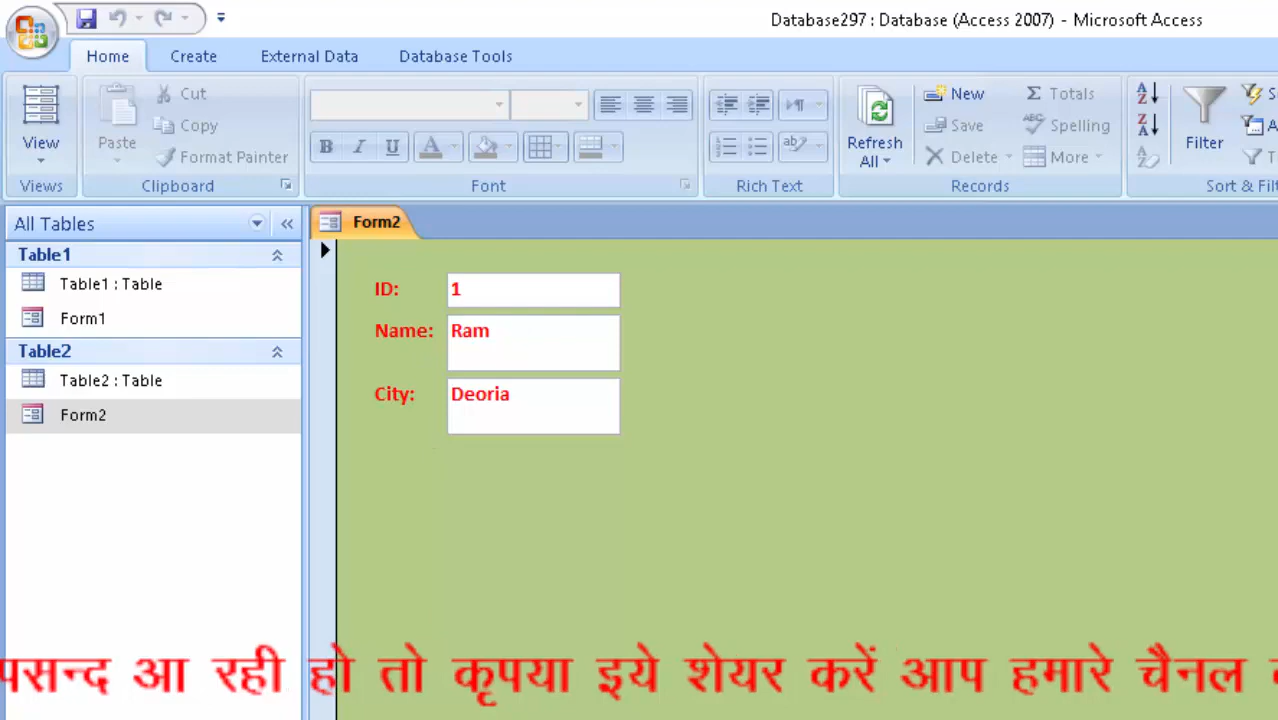 Database297 : Database (Access 2007) - Microsoft Access
Home Create External Data Database Tools
View
Paste
Cut
Copy
Format Painter
B I U
Refresh All
New
Save
Delete
Totals
Spelling
More
Filter
Views Clipboard Font Rich Text Records
All Tables
Form2
Table1
Table1 : Table
Form1
Table2
Table2 : Table
Form2
ID: 1
Name: Ram
City: Deoria
पसन्द आ रही हो तो कृपया इये शेयर करें आप हमारे चैनल